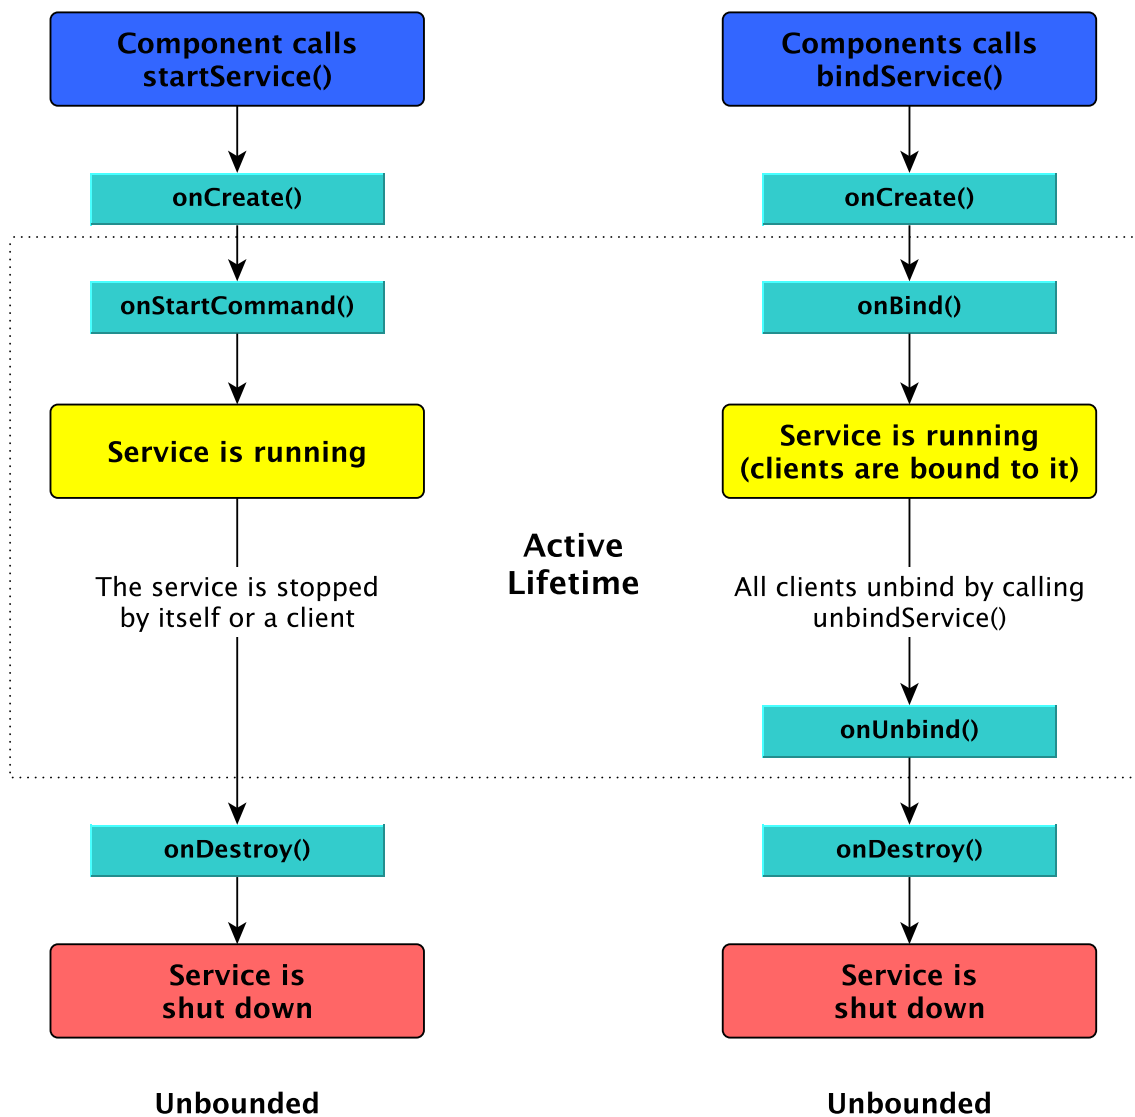 Component calls
startService()
onCreate()
onStartCommand()
Service is running
The service is stopped
by itself or a client
onDestroy()
Service is
shut down
Unbounded
Active
Lifetime
Components calls
bindService()
onCreate()
onBind()
Service is running
(clients are bound to it)
All clients unbind by calling
unbindService()
onUnbind()
onDestroy()
Service is
shut down
Unbounded